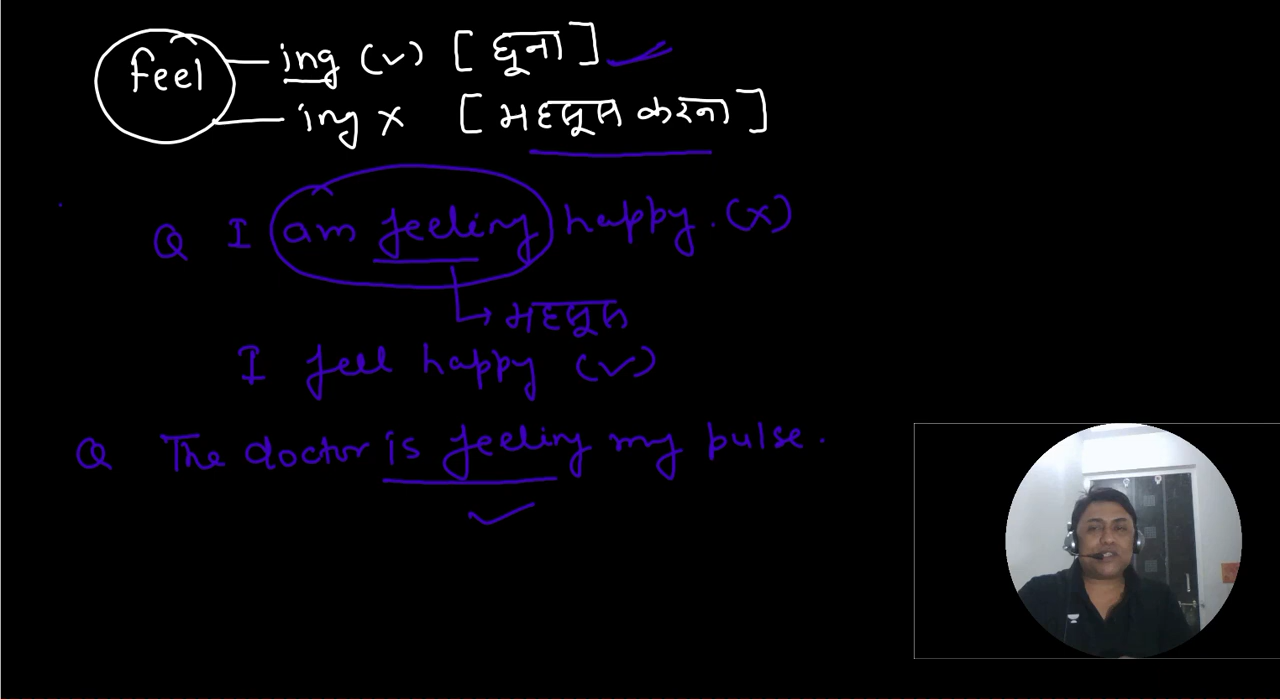 feel ing (✓) [ छूना ] ✓
ing x [ महसूस करना ]
Q I am feeling happy. (x)
→ महसूस
I feel happy (✓)
Q The doctor is feeling my pulse.